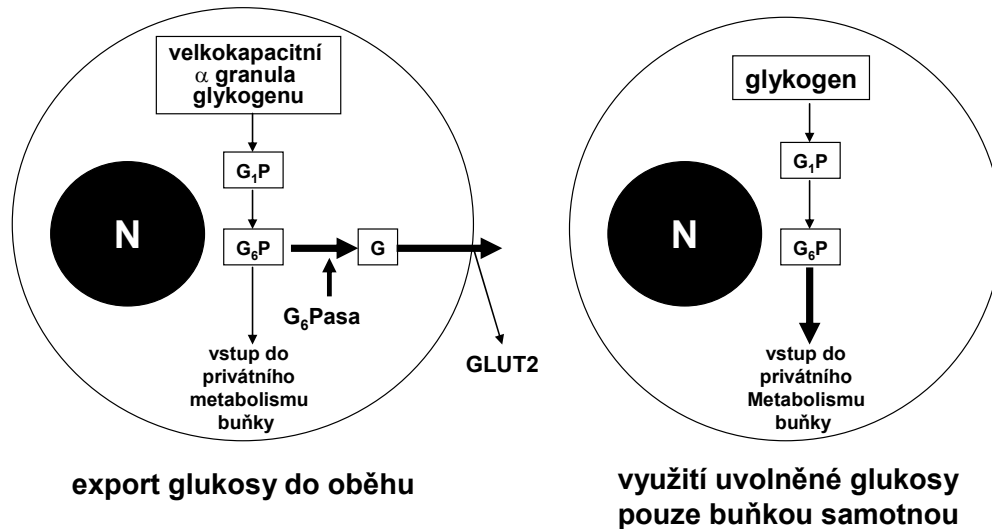 velkokapacitní
α granula
glykogenu
G₁P
N
G₆P
G
G₆Pasa
GLUT2
vstup do
privátního
metabolismu
buňky
export glukosy do oběhu
glykogen
G₁P
N
G₆P
vstup do
privátního
Metabolismu
buňky
využití uvolněné glukosy
pouze buňkou samotnou